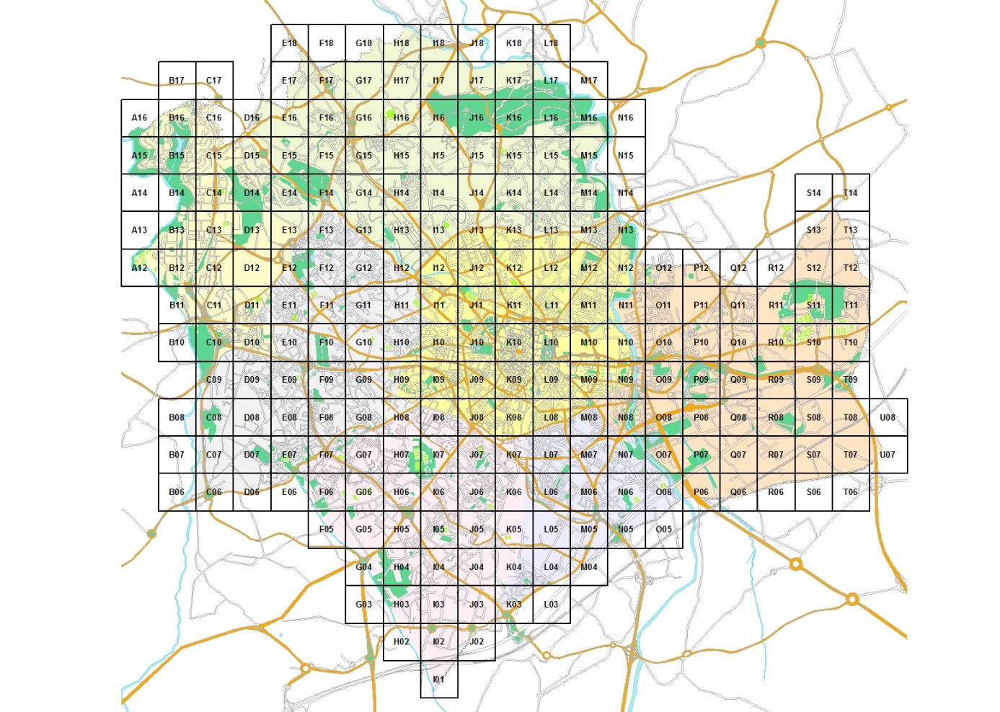 E18 F18 G18 H18 I18 J18 K18 L18
B17 C17 E17 F17 G17 H17 I17 J17 K17 L17 M17
A16 B16 C16 D16 E16 F16 G16 H16 I16 J16 K16 L16 M16 N16
A15 B15 C15 D15 E15 F15 G15 H15 I15 J15 K15 L15 M15 N15
A14 B14 C14 D14 E14 F14 G14 H14 I14 J14 K14 L14 M14 N14 S14 T14
A13 B13 C13 D13 E13 F13 G13 H13 I13 J13 K13 L13 M13 N13 S13 T13
A12 B12 C12 D12 E12 F12 G12 H12 I12 J12 K12 L12 M12 N12 O12 P12 Q12 R12 S12 T12
B11 C11 D11 E11 F11 G11 H11 I11 J11 K11 L11 M11 N11 O11 P11 Q11 R11 S11 T11
B10 C10 D10 E10 F10 G10 H10 I10 J10 K10 L10 M10 N10 O10 P10 Q10 R10 S10 T10
C09 D09 E09 F09 G09 H09 I09 J09 K09 L09 M09 N09 O09 P09 Q09 R09 S09 T09
B08 C08 D08 E08 F08 G08 H08 I08 J08 K08 L08 M08 N08 O08 P08 Q08 R08 S08 T08 U08
B07 C07 D07 E07 F07 G07 H07 I07 J07 K07 L07 M07 N07 O07 P07 Q07 R07 S07 T07 U07
B06 C06 D06 E06 F06 G06 H06 I06 J06 K06 L06 M06 N06 O06 P06 Q06 R06 S06 T06
F05 G05 H05 I05 J05 K05 L05 M05 N05 O05
G04 H04 I04 J04 K04 L04 M04
G03 H03 I03 J03 K03 L03
H02 I02 J02
I01